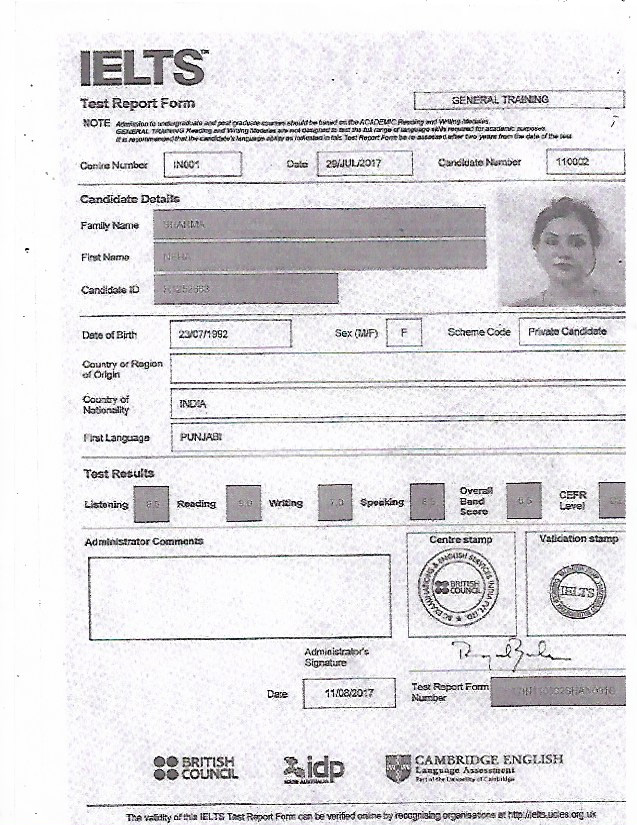 IELTS™
Test Report Form
GENERAL TRAINING
NOTE Admission to undergraduate and post graduate courses should be based on the ACADEMIC Reading and Writing Modules.
GENERAL TRAINING Reading and Writing Modules are not designed to test the full range of language skills required for academic purposes.
It is recommended that the candidate's language ability as indicated in this Test Report Form be re-assessed after two years from the date of the test
Centre Number IN001 Date 29/JUL/2017 Candidate Number 110002
Candidate Details
Family Name SHARMA
First Name NEHA
Candidate ID
Date of Birth 23/07/1992 Sex (M/F) F Scheme Code Private Candidate
Country or Region
of Origin
Country of
Nationality INDIA
First Language PUNJABI
Test Results
Listening Reading Writing 7.0 Speaking Overall
Band
Score 6.5 CEFR
Level
Administrator Comments
Centre stamp
Validation stamp
BRITISH
COUNCIL
IELTS
Administrator's
Signature
Date 11/08/2017
Test Report Form
Number
BRITISH
COUNCIL
idp
CAMBRIDGE ENGLISH
Language Assessment
Part of the University of Cambridge
The validity of this IELTS Test Report Form can be verified online by recognising organisations at http://ielts.ucles.org.uk